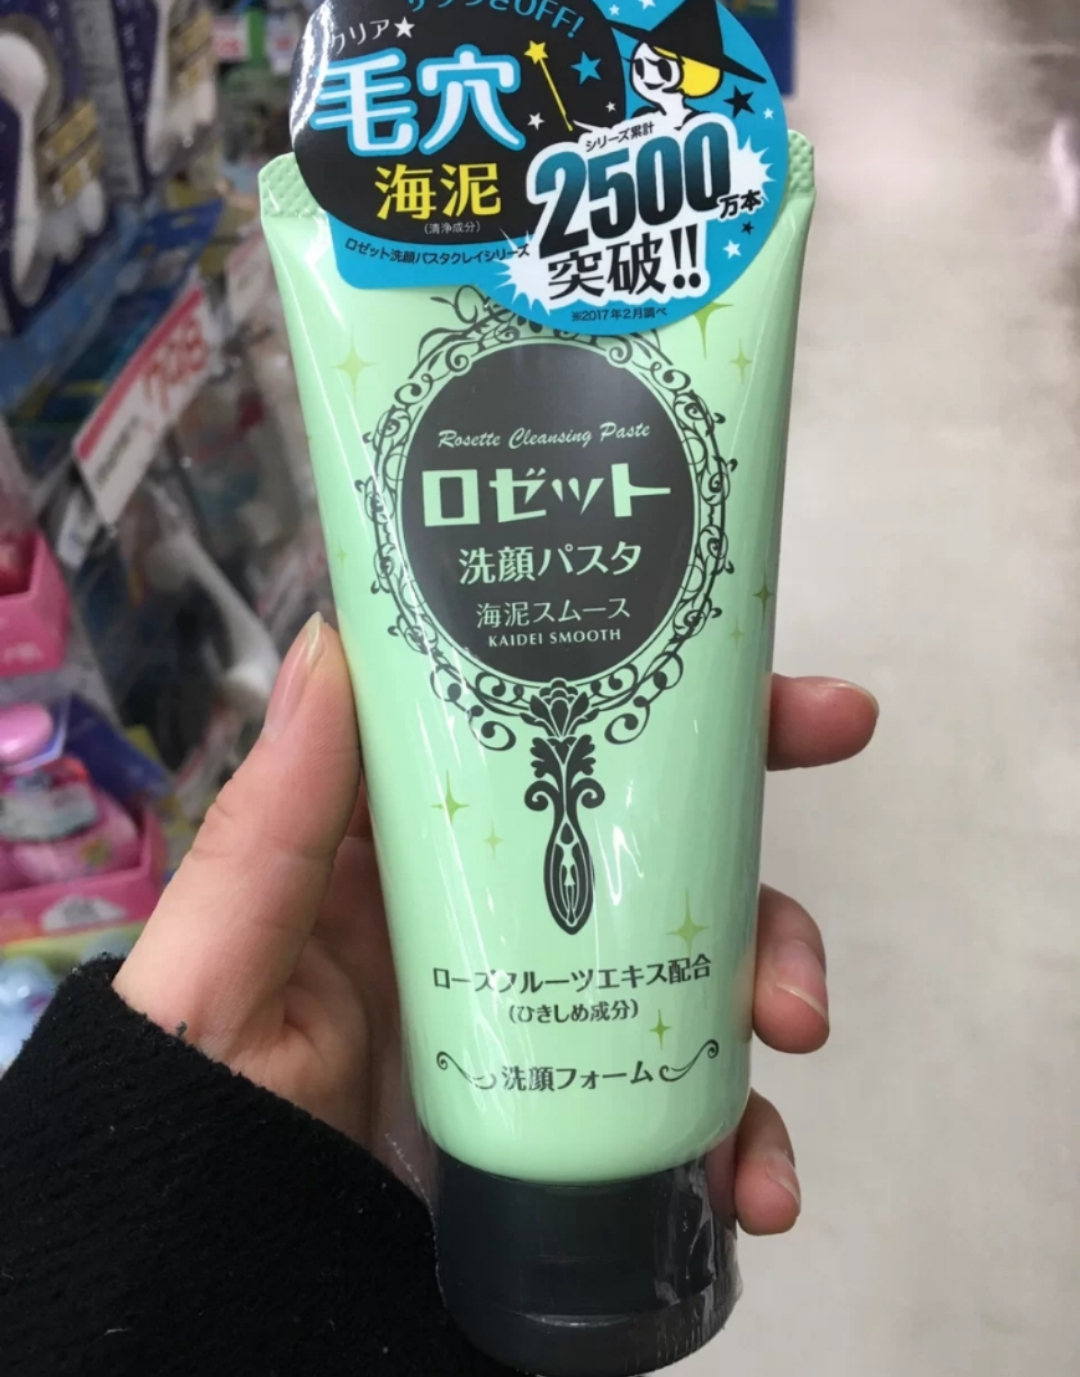 OFF!
クリア★
毛穴
海泥
(清浄成分)
ロゼット洗顔パスタクレイシリーズ
シリーズ累計
2500万本
突破!!
※2017年2月調べ
Rosette Cleansing Paste
ロゼット
洗顔パスタ
海泥スムース
KAIDEI SMOOTH
ローズフルーツエキス配合
(ひきしめ成分)
洗顔フォーム